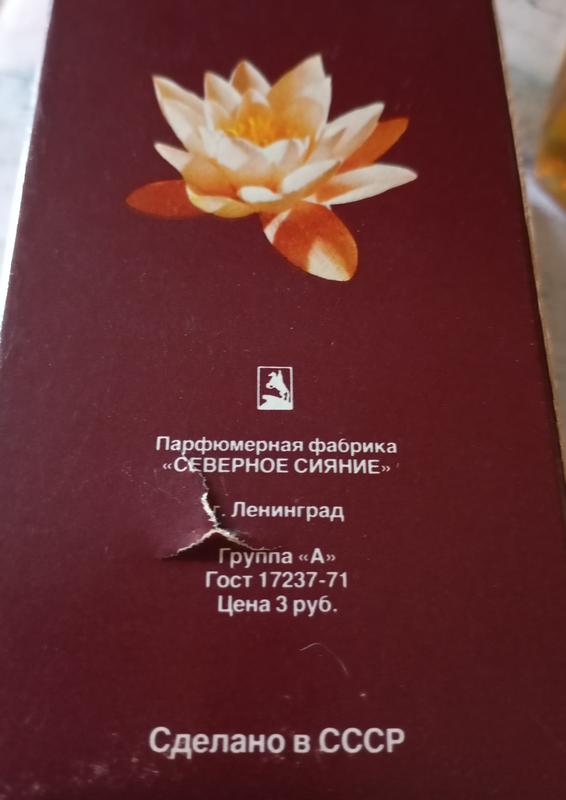 Парфюмерная фабрика
«СЕВЕРНОЕ СИЯНИЕ»
г. Ленинград
Группа «А»
Гост 17237-71
Цена 3 руб.
Сделано в СССР